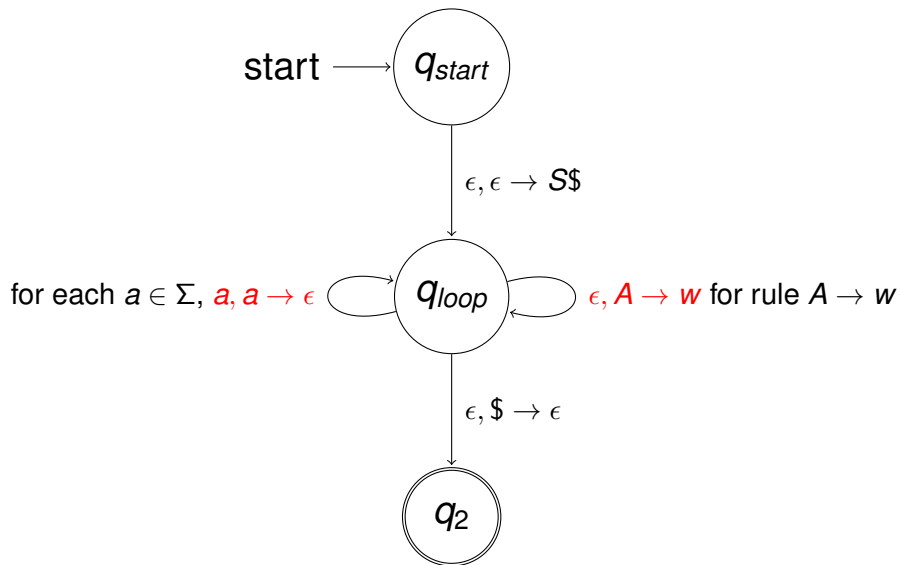 start
q_start
ϵ, ϵ → S$
for each a ∈ Σ, a, a → ϵ
q_loop
ϵ, A → w for rule A → w
ϵ, $ → ϵ
q_2